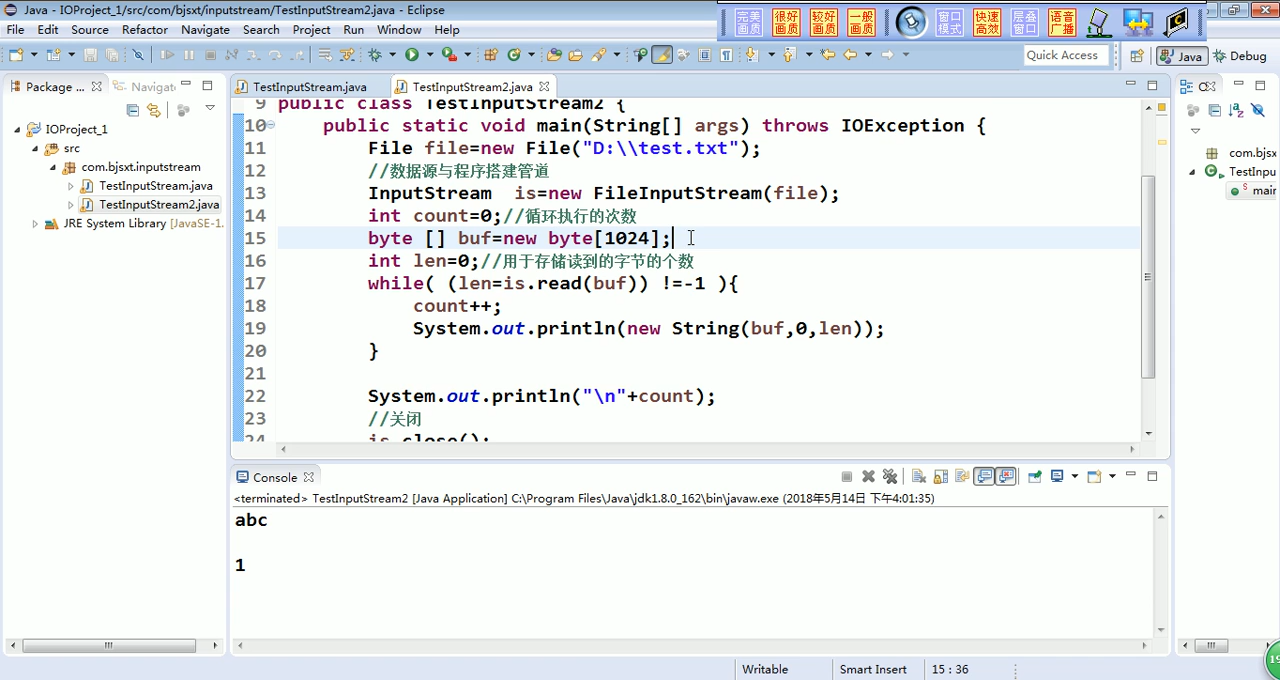 Java - IOProject_1/src/com/bjsxt/inputstream/TestInputStream2.java - Eclipse
完美画质 很好画质 较好画质 一般画质 窗口模式 快速高效 层叠窗口 语音广播
File Edit Source Refactor Navigate Search Project Run Window Help
Quick Access Java Debug
Package ... Navigat
TestInputStream.java TestInputStream2.java
IOProject_1
src
com.bjsxt.inputstream
TestInputStream.java
TestInputStream2.java
JRE System Library [JavaSE-1.
9 public class TestInputStream2 {
10 public static void main(String[] args) throws IOException {
11 File file=new File("D:\\test.txt");
12 //数据源与程序搭建管道
13 InputStream  is=new FileInputStream(file);
14 int count=0;//循环执行的次数
15 byte [] buf=new byte[1024];
16 int len=0;//用于存储读到的字节的个数
17 while( (len=is.read(buf)) !=-1 ){
18 count++;
19 System.out.println(new String(buf,0,len));
20 }
21
22 System.out.println("\n"+count);
23 //关闭
24 is.close();
com.bjsx
TestInpu
main
Console
<terminated> TestInputStream2 [Java Application] C:\Program Files\Java\jdk1.8.0_162\bin\javaw.exe (2018年5月14日 下午4:01:35)
abc
1
Writable Smart Insert 15 : 36